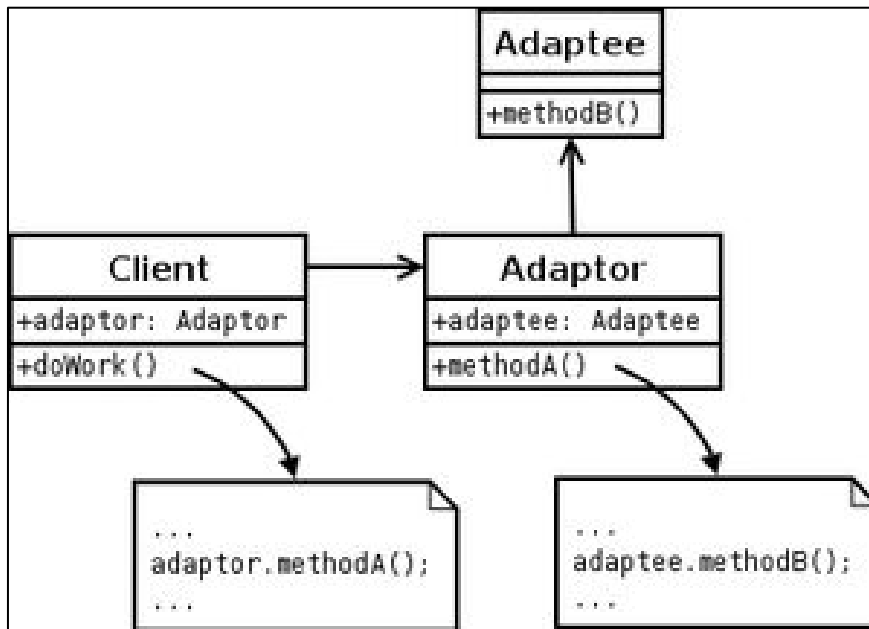 Adaptee
+methodB()
Client
+adaptor: Adaptor
+doWork()
Adaptor
+adaptee: Adaptee
+methodA()
...
adaptor.methodA();
...
...
adaptee.methodB();
...